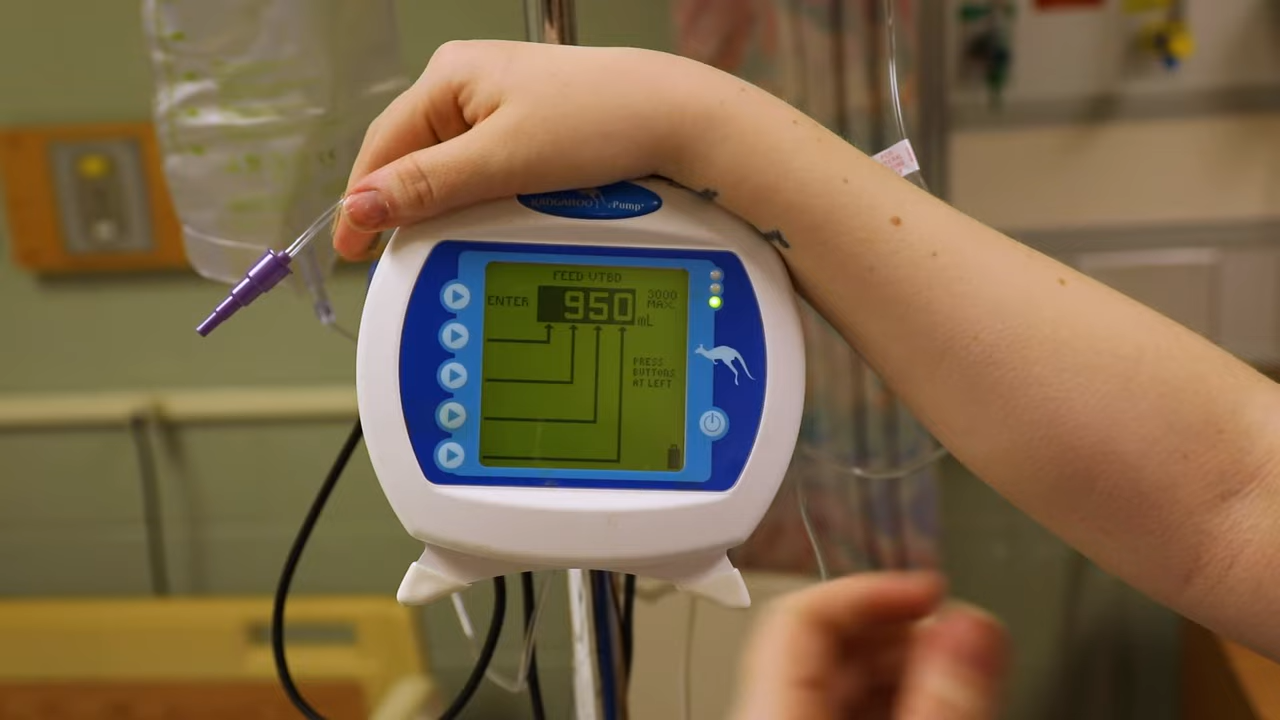 KANGAROO ePump
FEED VTBD
ENTER 950 mL
3000
MAX.
PRESS
BUTTONS
AT LEFT